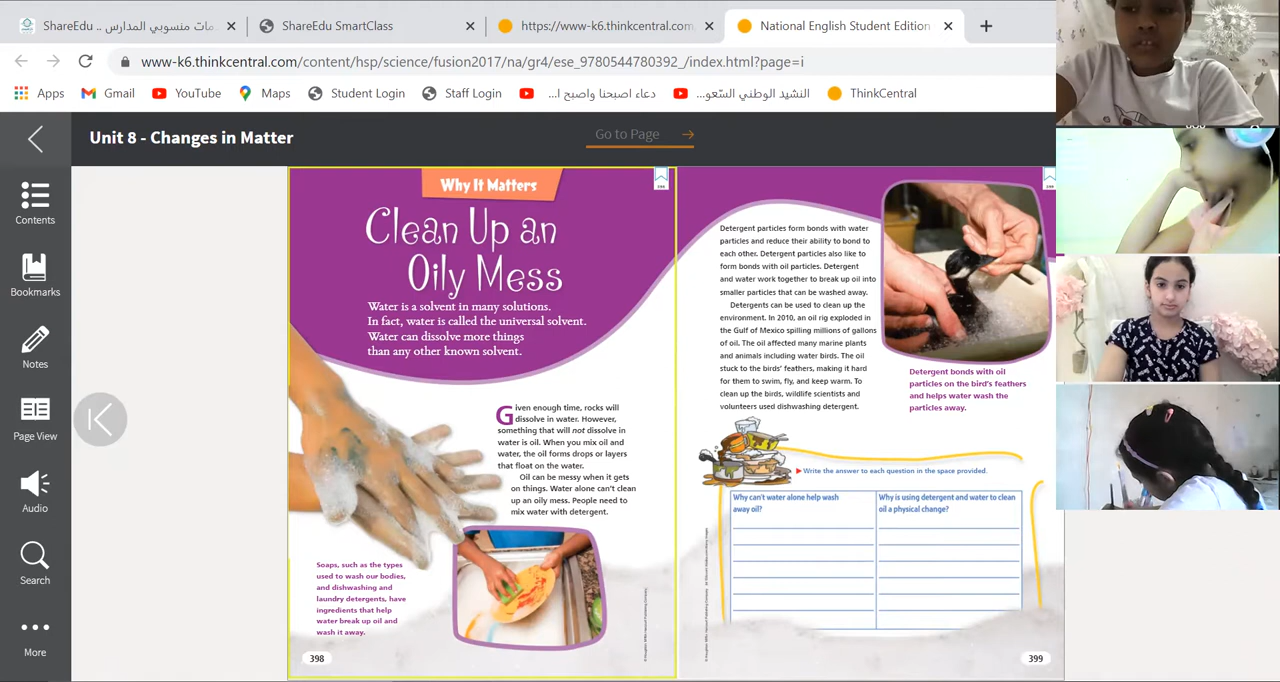 ShareEdu .. مات منسوبي المدارس
ShareEdu SmartClass
https://www-k6.thinkcentral.com
National English Student Edition
www-k6.thinkcentral.com/content/hsp/science/fusion2017/na/gr4/ese_9780544780392_/index.html?page=i
Apps
Gmail
YouTube
Maps
Student Login
Staff Login
دعاء اصبحنا واصبح ا...
النشيد الوطني السّعو...
ThinkCentral
Unit 8 - Changes in Matter
Go to Page
Contents
Bookmarks
Notes
Page View
Audio
Search
More
Why It Matters
Clean Up an
Oily Mess
Water is a solvent in many solutions.
In fact, water is called the universal solvent.
Water can dissolve more things
than any other known solvent.
Given enough time, rocks will
dissolve in water. However,
something that will not dissolve in
water is oil. When you mix oil and
water, the oil forms drops or layers
that float on the water.
Oil can be messy when it gets
on things. Water alone can't clean
up an oily mess. People need to
mix water with detergent.
Soaps, such as the types
used to wash our bodies,
and dishwashing and
laundry detergents, have
ingredients that help
water break up oil and
wash it away.
398
Detergent particles form bonds with water
particles and reduce their ability to bond to
each other. Detergent particles also like to
form bonds with oil particles. Detergent
and water work together to break up oil into
smaller particles that can be washed away.
Detergents can be used to clean up the
environment. In 2010, an oil rig exploded in
the Gulf of Mexico spilling millions of gallons
of oil. The oil affected many marine plants
and animals including water birds. The oil
stuck to the birds' feathers, making it hard
for them to swim, fly, and keep warm. To
clean up the birds, wildlife scientists and
volunteers used dishwashing detergent.
Detergent bonds with oil
particles on the bird's feathers
and helps water wash the
particles away.
Write the answer to each question in the space provided.
Why can't water alone help wash
away oil?
Why is using detergent and water to clean
oil a physical change?
399